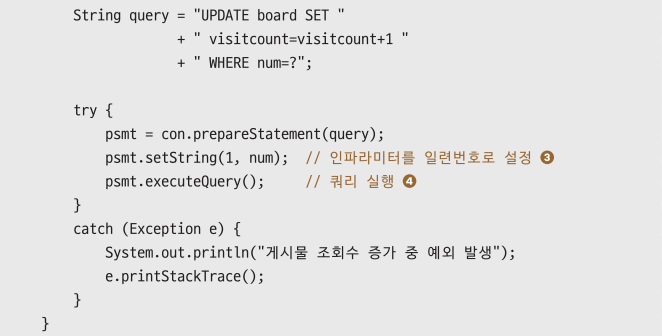 String query = "UPDATE board SET "
+ " visitcount=visitcount+1 "
+ " WHERE num=?";
try {
psmt = con.prepareStatement(query);
psmt.setString(1, num);  // 인파라미터를 일련번호로 설정 ❸
psmt.executeQuery();     // 쿼리 실행 ❹
}
catch (Exception e) {
System.out.println("게시물 조회수 증가 중 예외 발생");
e.printStackTrace();
}
}